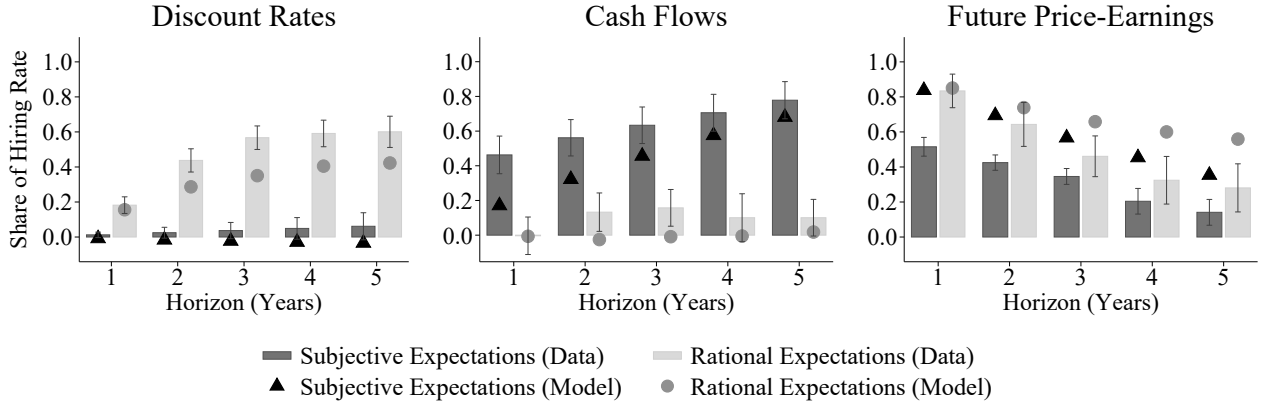 Discount Rates
Cash Flows
Future Price-Earnings
Share of Hiring Rate
1.0
0.8
0.6
0.4
0.2
0.0
1 2 3 4 5
Horizon (Years)
1.0
0.8
0.6
0.4
0.2
0.0
1 2 3 4 5
Horizon (Years)
1.0
0.8
0.6
0.4
0.2
0.0
1 2 3 4 5
Horizon (Years)
Subjective Expectations (Data)
Rational Expectations (Data)
Subjective Expectations (Model)
Rational Expectations (Model)